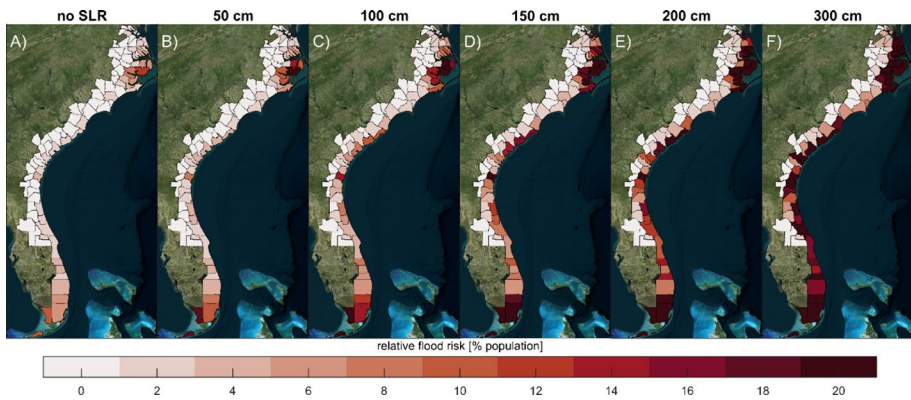 no SLR 50 cm 100 cm 150 cm 200 cm 300 cm
A) B) C) D) E) F)
relative flood risk [% population]
0 2 4 6 8 10 12 14 16 18 20